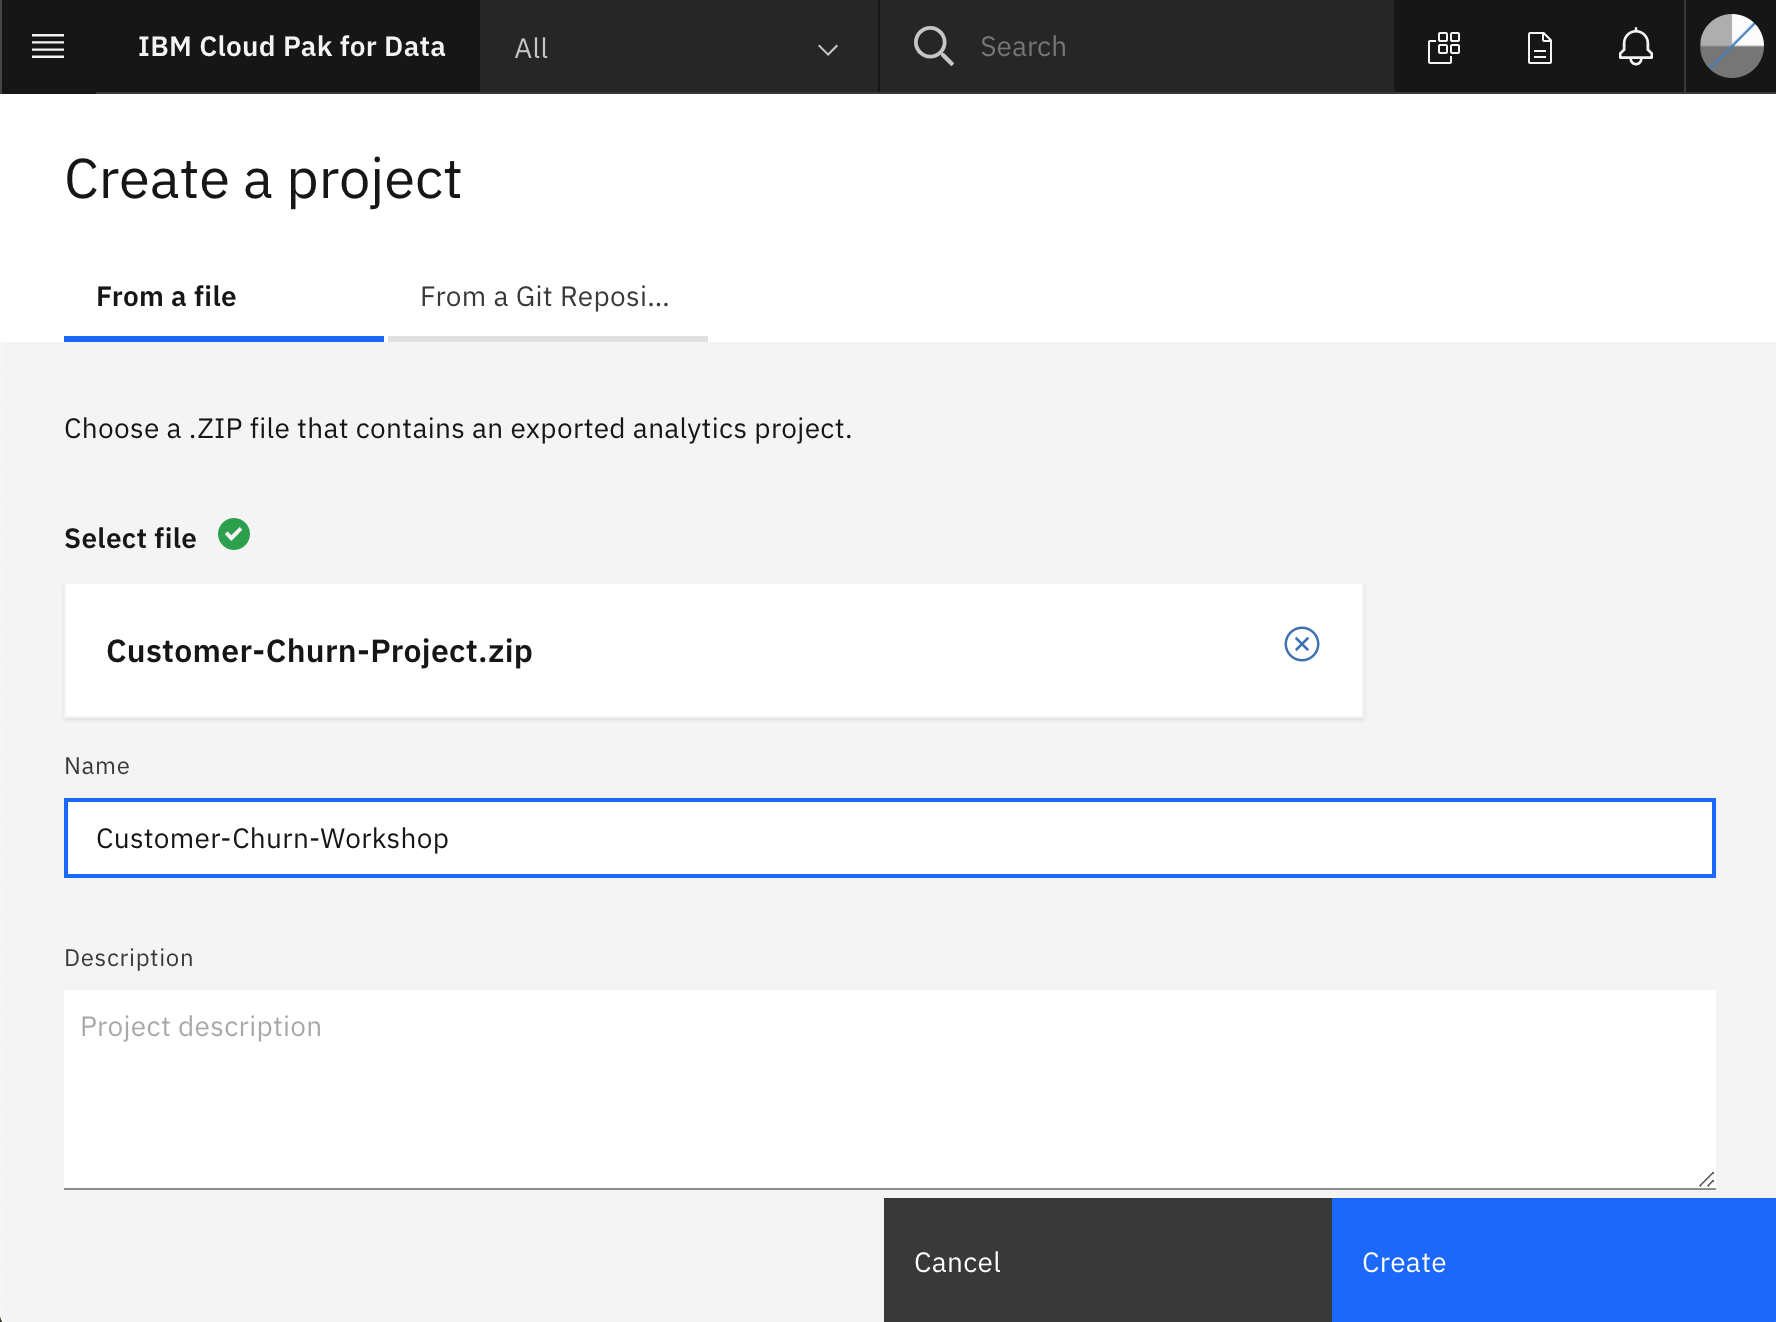 IBM Cloud Pak for Data
All
Search
Create a project
From a file
From a Git Reposi...
Choose a .ZIP file that contains an exported analytics project.
Select file
Customer-Churn-Project.zip
Name
Customer-Churn-Workshop
Description
Project description
Cancel
Create